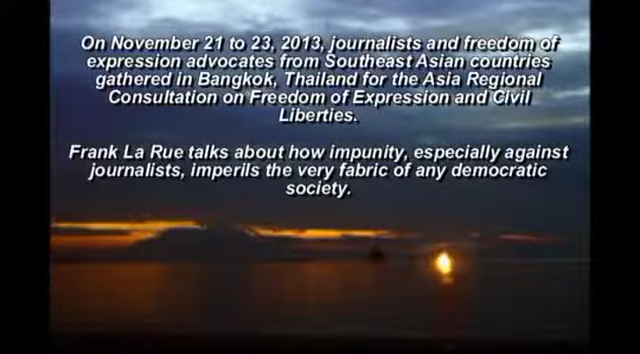 On November 21 to 23, 2013, journalists and freedom of
expression advocates from Southeast Asian countries
gathered in Bangkok, Thailand for the Asia Regional
Consultation on Freedom of Expression and Civil
Liberties.
Frank La Rue talks about how impunity, especially against
journalists, imperils the very fabric of any democratic
society.